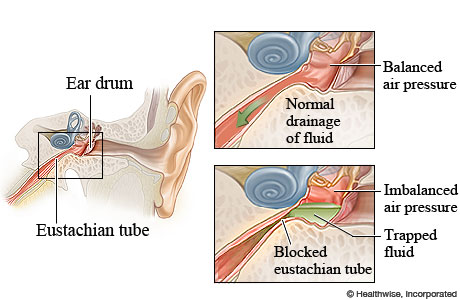 Ear drum
Eustachian tube
Normal
drainage
of fluid
Balanced
air pressure
Imbalanced
air pressure
Trapped
fluid
Blocked
eustachian tube
© Healthwise, Incorporated